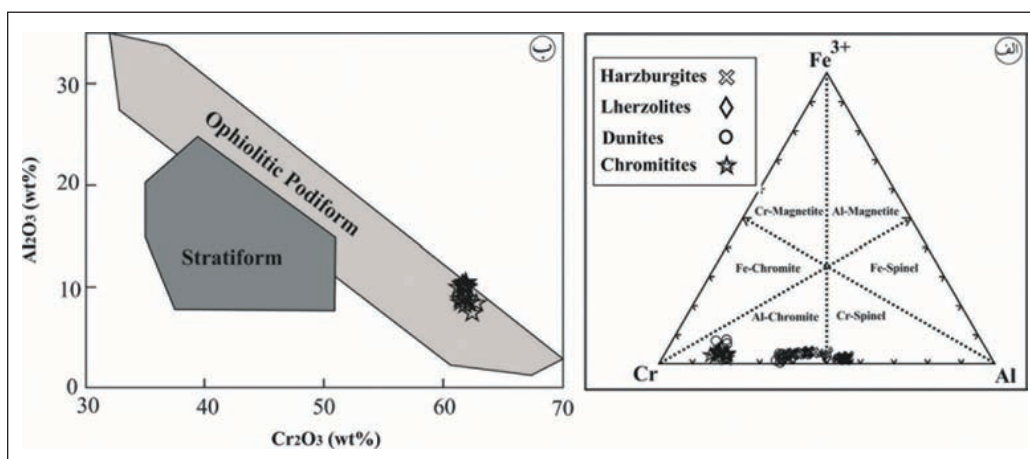 ب
Al2O3 (wt%)
30
20
10
0
Ophiolitic Podiform
Stratiform
30 40 50 60 70
Cr2O3 (wt%)
الف
Fe3+
Harzburgites
Lherzolites
Dunites
Chromitites
Cr-Magnetite Al-Magnetite
Fe-Chromite Fe-Spinel
Al-Chromite Cr-Spinel
Cr Al